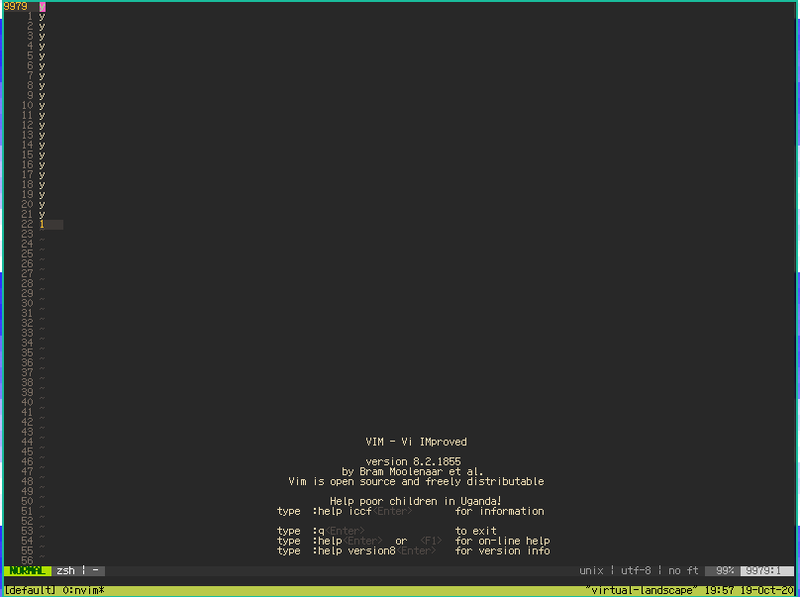 9979 y
1 y
2 y
3 y
4 y
5 y
6 y
7 y
8 y
9 y
10 y
11 y
12 y
13 y
14 y
15 y
16 y
17 y
18 y
19 y
20 y
21 y
22 1
23
24 ~
25 ~
26 ~
27 ~
28 ~
29 ~
30 ~
31 ~
32 ~
33 ~
34 ~
35 ~
36 ~
37 ~
38 ~
39 ~
40 ~
41 ~
42 ~
43 ~
44 ~ VIM - Vi IMproved
45 ~
46 ~ version 8.2.1855
47 ~ by Bram Moolenaar et al.
48 ~ Vim is open source and freely distributable
49 ~
50 ~ Help poor children in Uganda!
51 ~ type :help iccf<Enter> for information
52 ~
53 ~ type :q<Enter> to exit
54 ~ type :help<Enter> or <F1> for on-line help
55 ~ type :help version8<Enter> for version info
56
NORMAL zsh | - unix | utf-8 | no ft 99% 9979:1
[default] 0:nvim* "virtual-landscape" 19:57 19-Oct-20